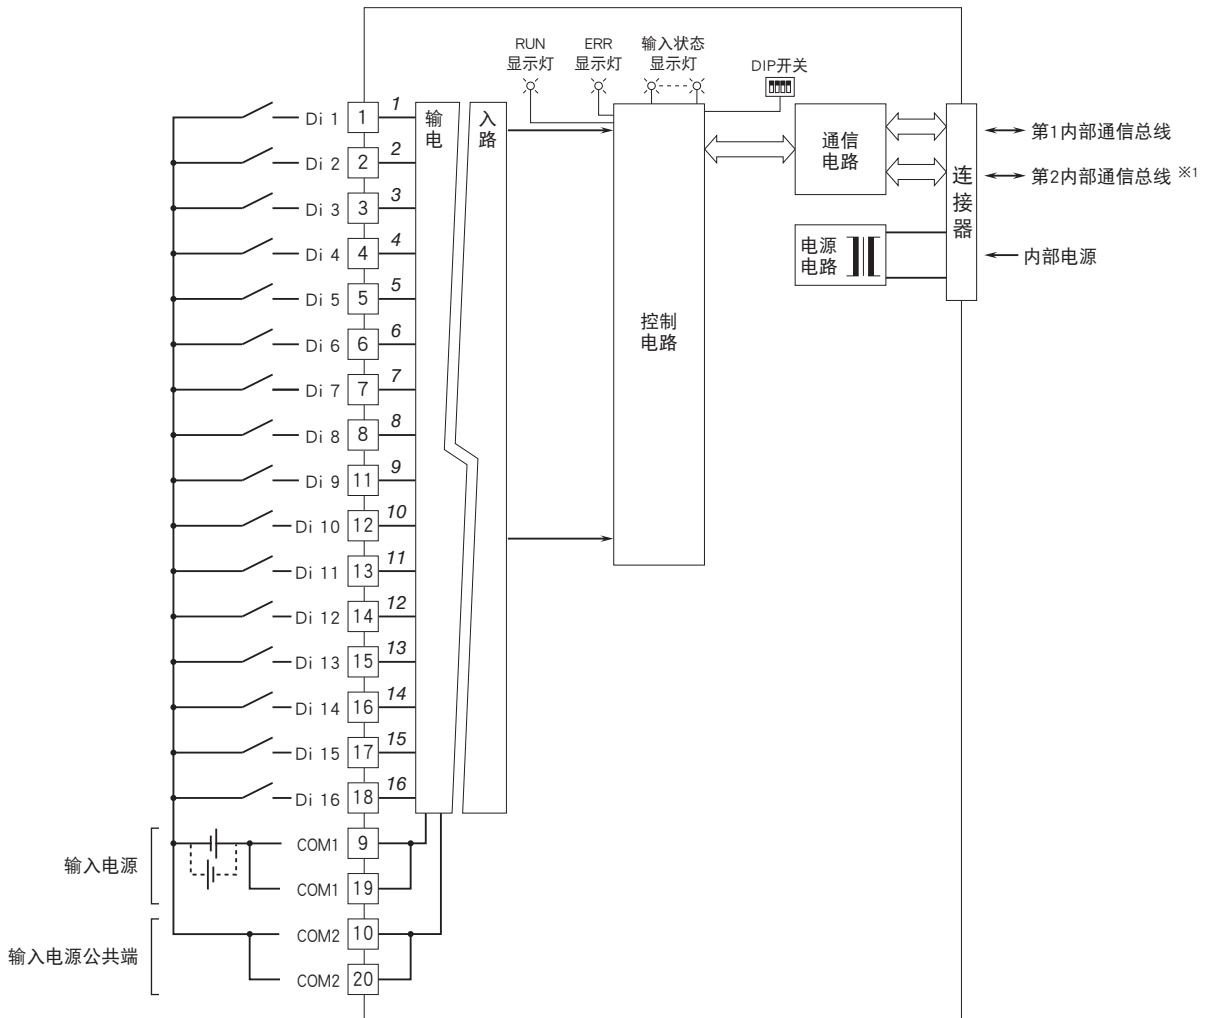 RUN
显示灯
ERR
显示灯
输入状态
显示灯
DIP开关
Di 1 1 1
Di 2 2 2
Di 3 3 3
Di 4 4 4
Di 5 5 5
Di 6 6 6
Di 7 7 7
Di 8 8 8
Di 9 11 9
Di 10 12 10
Di 11 13 11
Di 12 14 12
Di 13 15 13
Di 14 16 14
Di 15 17 15
Di 16 18 16
COM1 9
COM1 19
COM2 10
COM2 20
输入电源
输入电源公共端
输 入
电 路
控制
电路
通信
电路
电源
电路
连接器
第1内部通信总线
第2内部通信总线 ※1
内部电源